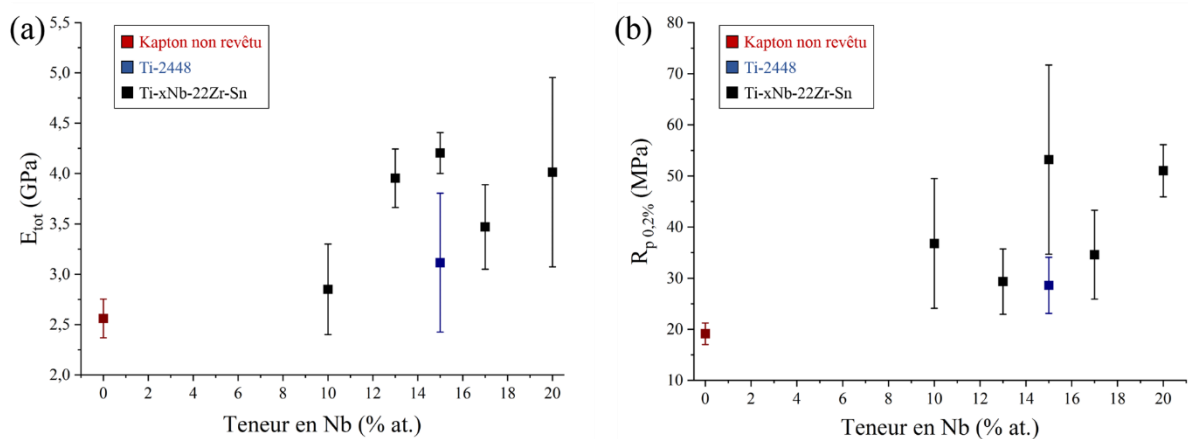 (a)
Kapton non revêtu
Ti-2448
Ti-xNb-22Zr-Sn
5,5
5,0
4,5
4,0
3,5
3,0
2,5
2,0
E_tot (GPa)
0 2 4 6 8 10 12 14 16 18 20
Teneur en Nb (% at.)
(b)
Kapton non revêtu
Ti-2448
Ti-xNb-22Zr-Sn
80
70
60
50
40
30
20
10
R_p 0,2% (MPa)
0 2 4 6 8 10 12 14 16 18 20
Teneur en Nb (% at.)